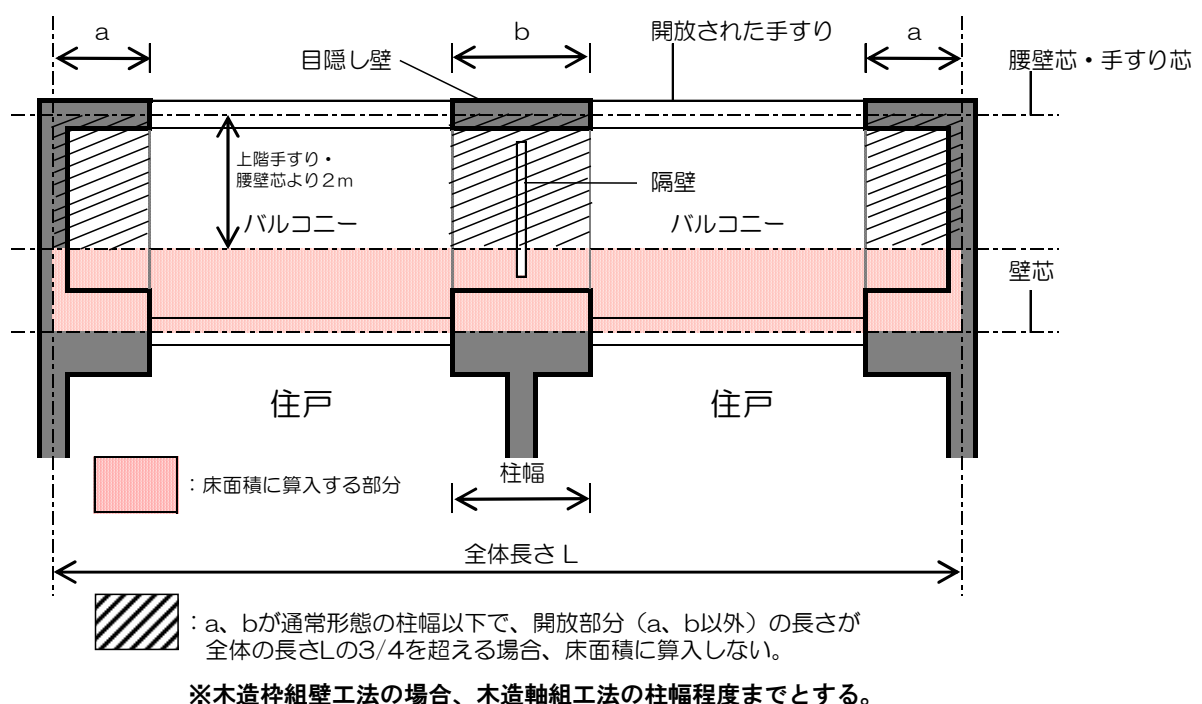 a
b
a
開放された手すり
目隠し壁
腰壁芯・手すり芯
上階手すり・
腰壁芯より2m
隔壁
バルコニー
バルコニー
壁芯
住戸
住戸
柱幅
:床面積に算入する部分
全体長さL
:a、bが通常形態の柱幅以下で、開放部分(a、b以外)の長さが
全体の長さLの3/4を超える場合、床面積に算入しない。
※木造枠組壁工法の場合、木造軸組工法の柱幅程度までとする。